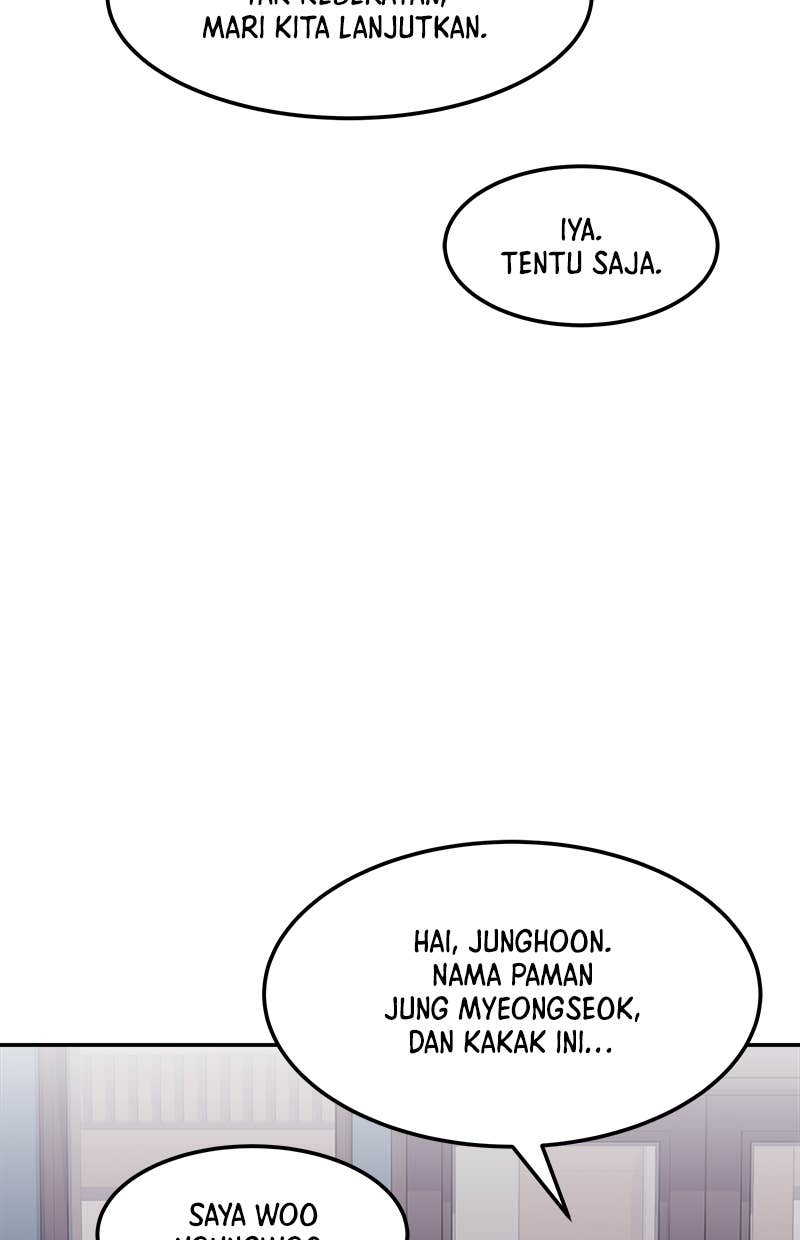 MARI KITA LANJUTKAN.
IYA.
TENTU SAJA.
HAI, JUNGHOON.
NAMA PAMAN
JUNG MYEONGSEOK,
DAN KAKAK INI...
SAYA WOO